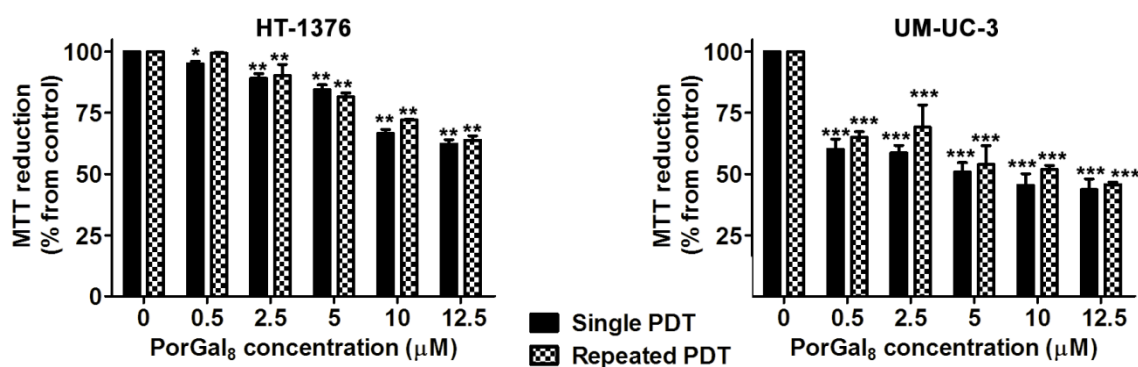 HT-1376
MTT reduction
(% from control)
100
75
50
25
0
*
** **
** **
** **
** **
0 0.5 2.5 5 10 12.5
PorGal₈ concentration (μM)
Single PDT
Repeated PDT
UM-UC-3
MTT reduction
(% from control)
100
75
50
25
*** ***
*** ***
*** ***
*** ***
*** ***
0 0.5 2.5 5 10 12.5
PorGal₈ concentration (μM)